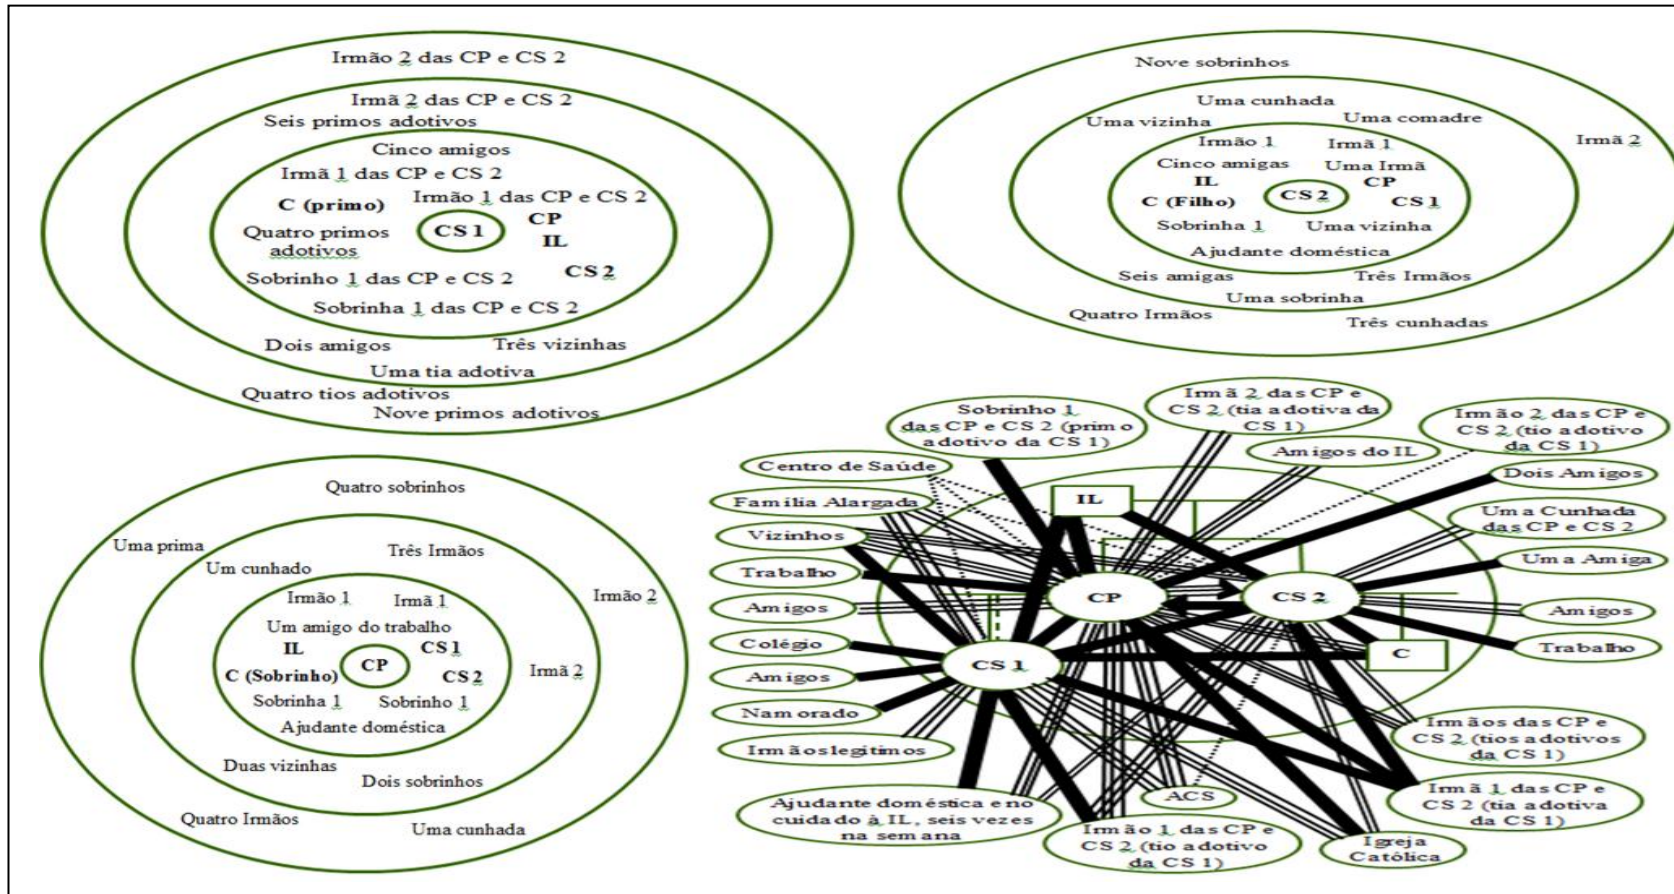 Irmão 2 das CP e CS 2
Irmã 2 das CP e CS 2
Seis primos adotivos
Cinco amigos
Irmã 1 das CP e CS 2
Irmão 1 das CP e CS 2
C (primo)
CP
CS 1
IL
Quatro primos
adotivos
CS 2
Sobrinho 1 das CP e CS 2
Sobrinha 1 das CP e CS 2
Dois amigos
Três vizinhas
Uma tia adotiva
Quatro tios adotivos
Nove primos adotivos
Nove sobrinhos
Uma cunhada
Uma vizinha
Uma comadre
Irmão 1
Irmã 1
Irmã 2
Cinco amigas
Uma Irmã
IL
CP
C (Filho)
CS 2
CS 1
Sobrinha 1
Uma vizinha
Ajudante doméstica
Seis amigas
Três Irmãos
Uma sobrinha
Quatro Irmãos
Três cunhadas
Quatro sobrinhos
Uma prima
Três Irmãos
Um cunhado
Irmão 1
Irmã 1
Irmão 2
Um amigo do trabalho
IL
CS 1
CP
C (Sobrinho)
CS 2
Irmã 2
Sobrinha 1
Sobrinho 1
Ajudante doméstica
Duas vizinhas
Dois sobrinhos
Quatro Irmãos
Uma cunhada
Sobrinho 1
das CP e CS 2 (primo
adotivo da CS 1)
Irmã 2 das CP e
CS 2 (tia adotiva da
CS 1)
Irmão 2 das CP e
CS 2 (tio adotivo
da CS 1)
Centro de Saúde
Amigos do IL
Dois Amigos
Família Alargada
IL
Uma Cunhada
das CP e CS 2
Vizinhos
Uma Amiga
Trabalho
CP
CS 2
Amigos
Amigos
Colégio
Trabalho
CS 1
C
Amigos
Namorado
Irmãos legítimos
Irmãos das CP e
CS 2 (tios adotivos
da CS 1)
Ajudante doméstica e no
cuidado à IL, seis vezes
na semana
ACS
Irmã 1 das CP e
CS 2 (tia adotiva
da CS 1)
Irmão 1 das CP e
CS 2 (tio adotivo
da CS 1)
Igreja
Católica